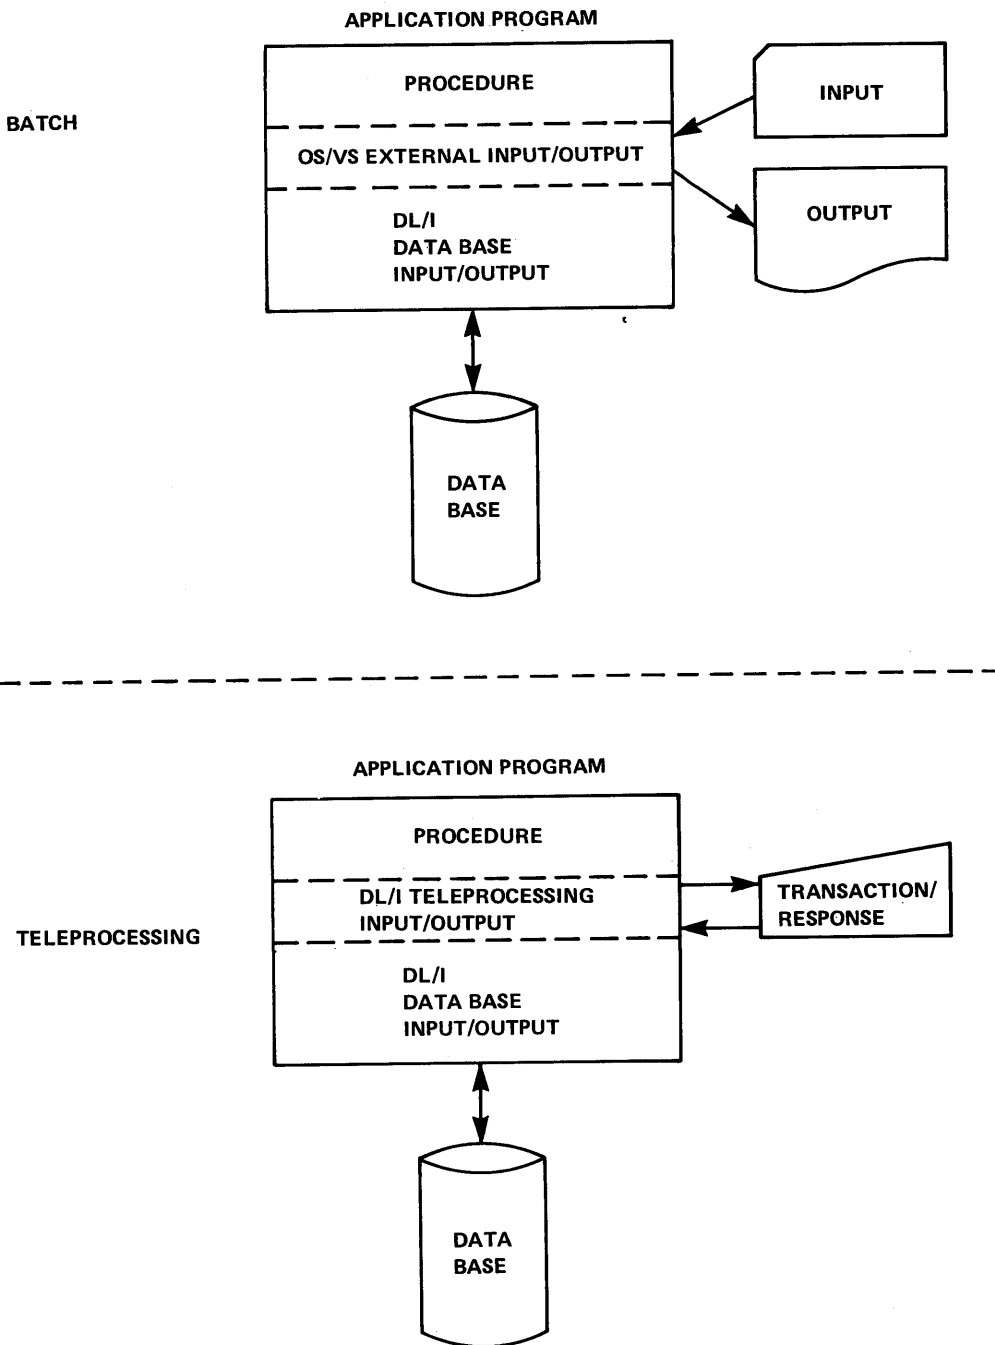 APPLICATION PROGRAM
PROCEDURE
INPUT
BATCH
OS/VS EXTERNAL INPUT/OUTPUT
OUTPUT
DL/I
DATA BASE
INPUT/OUTPUT
DATA
BASE
APPLICATION PROGRAM
PROCEDURE
DL/I TELEPROCESSING
INPUT/OUTPUT
TRANSACTION/
RESPONSE
TELEPROCESSING
DL/I
DATA BASE
INPUT/OUTPUT
DATA
BASE